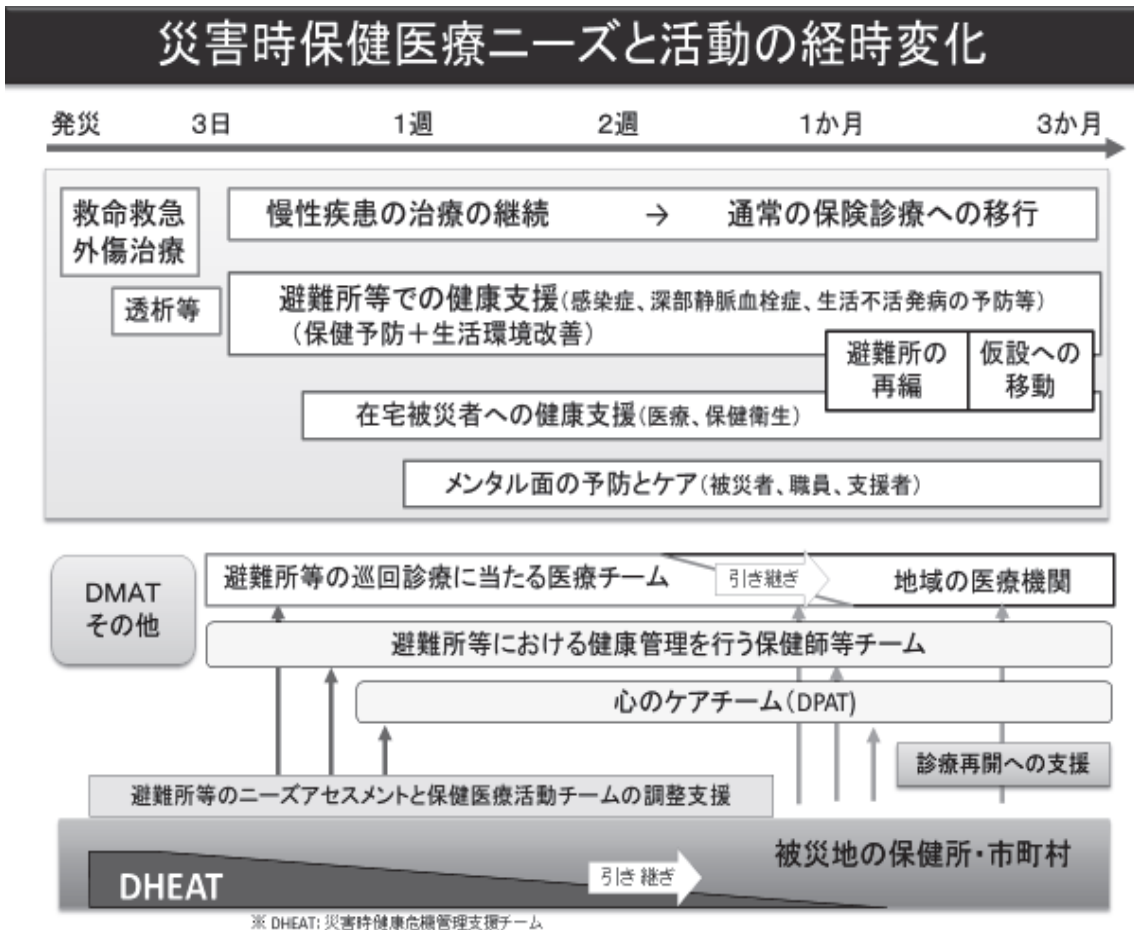 災害時保健医療ニーズと活動の経時変化
発災 3日 1週 2週 1か月 3か月
救命救急
外傷治療
慢性疾患の治療の継続 → 通常の保険診療への移行
透析等
避難所等での健康支援(感染症、深部静脈血栓症、生活不活発病の予防等)
(保健予防+生活環境改善)
避難所の
再編
仮設への
移動
在宅被災者への健康支援(医療、保健衛生)
メンタル面の予防とケア(被災者、職員、支援者)
DMAT
その他
避難所等の巡回診療に当たる医療チーム
引き継ぎ
地域の医療機関
避難所等における健康管理を行う保健師等チーム
心のケアチーム(DPAT)
診療再開への支援
避難所等のニーズアセスメントと保健医療活動チームの調整支援
被災地の保健所・市町村
DHEAT
引き継ぎ
※ DHEAT: 災害時健康危機管理支援チーム